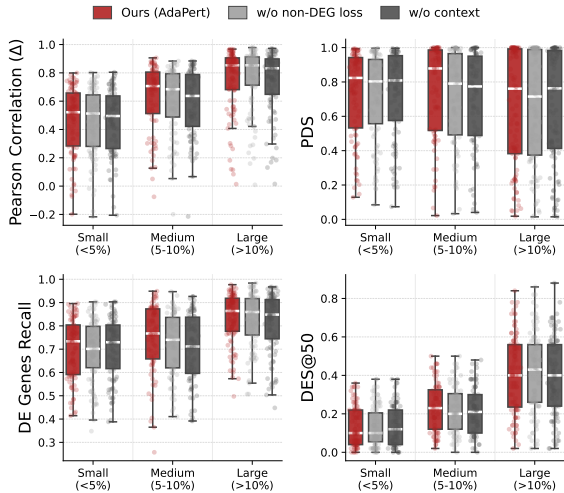 Ours (AdaPert) w/o non-DEG loss w/o context
Pearson Correlation (Δ)
1.0
0.8
0.6
0.4
0.2
0.0
−0.2
Small
(<5%)
Medium
(5-10%)
Large
(>10%)
PDS
1.0
0.8
0.6
0.4
0.2
0.0
Small
(<5%)
Medium
(5-10%)
Large
(>10%)
DE Genes Recall
1.0
0.9
0.8
0.7
0.6
0.5
0.4
0.3
Small
(<5%)
Medium
(5-10%)
Large
(>10%)
DES@50
0.8
0.6
0.4
0.2
0.0
Small
(<5%)
Medium
(5-10%)
Large
(>10%)